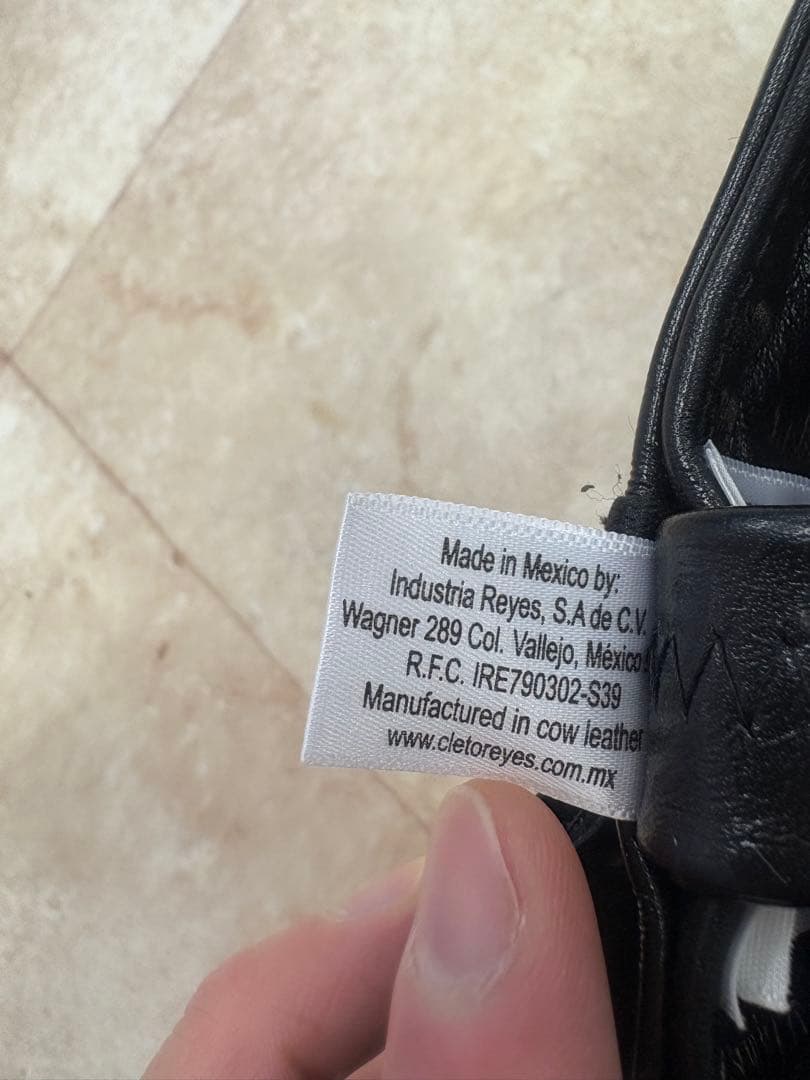 Made in Mexico by:
Industria Reyes, S.A de C.V.
Wagner 289 Col. Vallejo, México
R.F.C. IRE790302-S39
Manufactured in cow leather
www.cletoreyes.com.mx